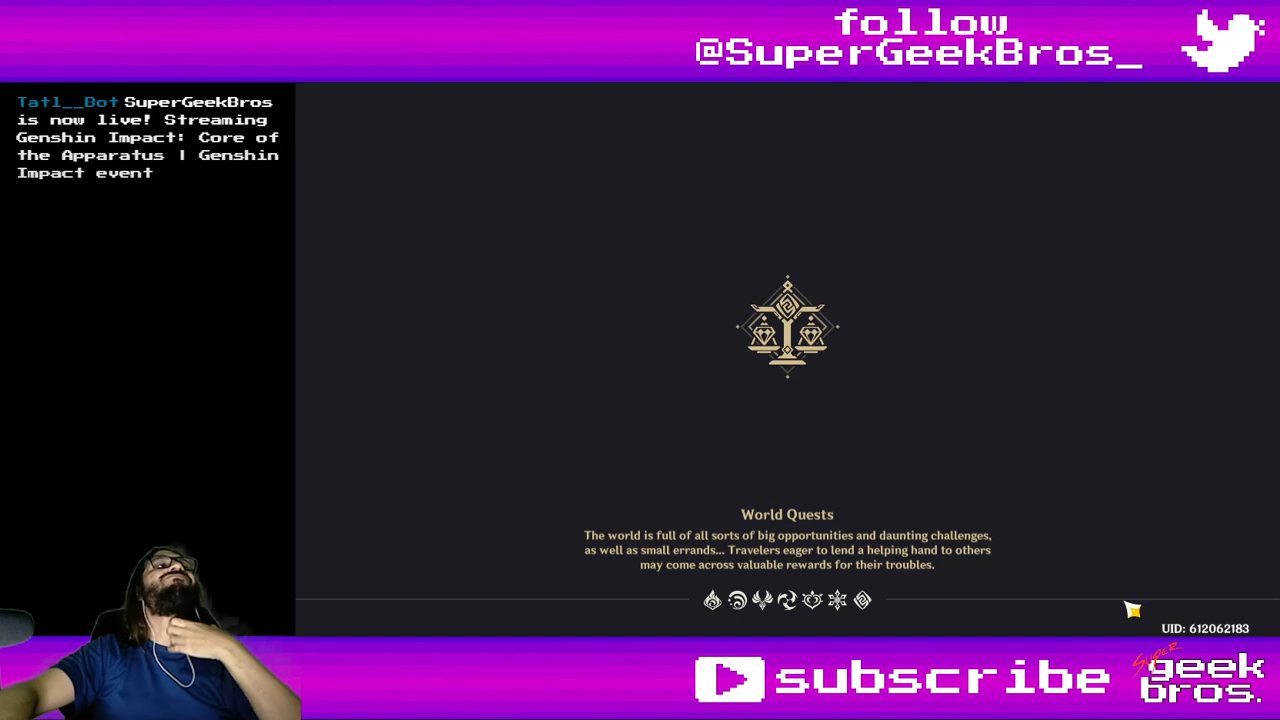 follow
@SuperGeekBros_
Tatl__Bot SuperGeekBros
is now live! Streaming
Genshin Impact: Core of
the Apparatus | Genshin
Impact event
World Quests
The world is full of all sorts of big opportunities and daunting challenges,
as well as small errands... Travelers eager to lend a helping hand to others
may come across valuable rewards for their troubles.
UID: 612062183
subscribe
SUPER
geek
bros.